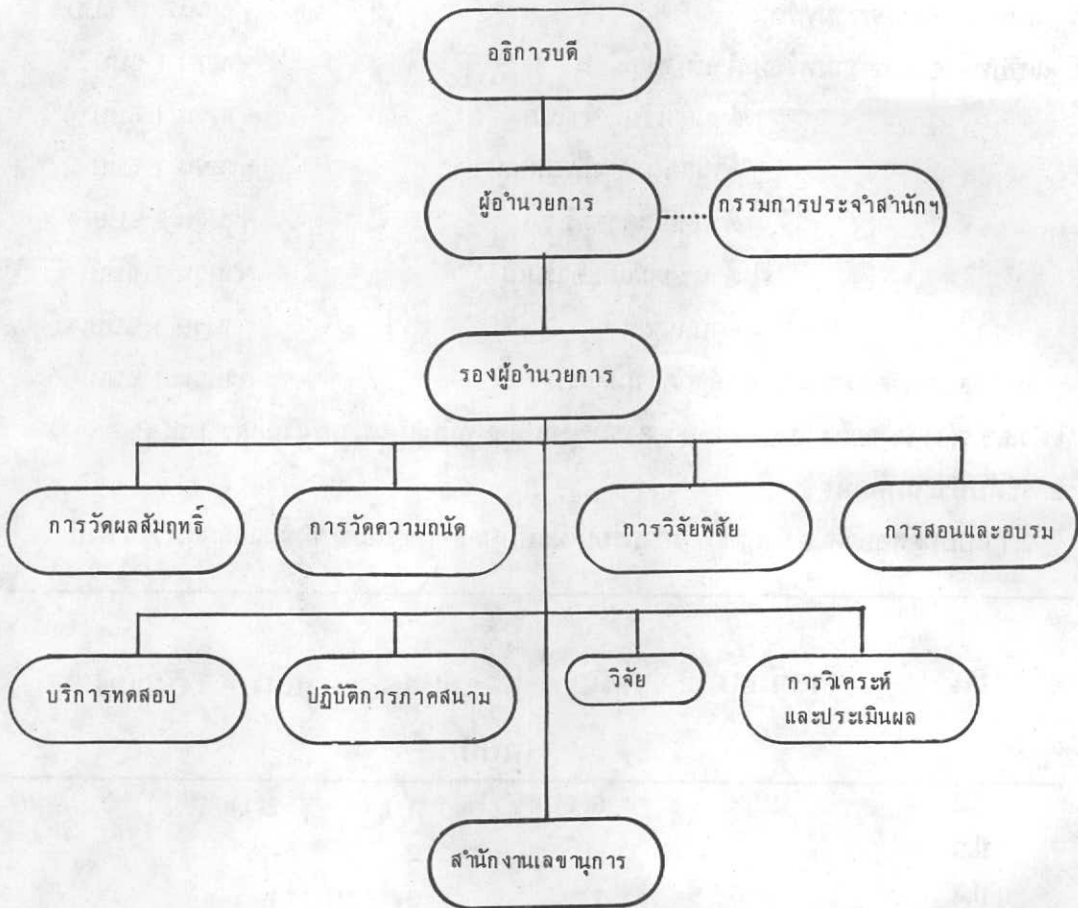 อธิการบดี
ผู้อำนวยการ
กรรมการประจำสำนักฯ
รองผู้อำนวยการ
การวัดผลสัมฤทธิ์
การวัดความถนัด
การวิจัยพิสัย
การสอนและอบรม
บริการทดสอบ
ปฏิบัติการภาคสนาม
วิจัย
การวิเคระห์
และประเมินผล
สำนักงานเลขานุการ